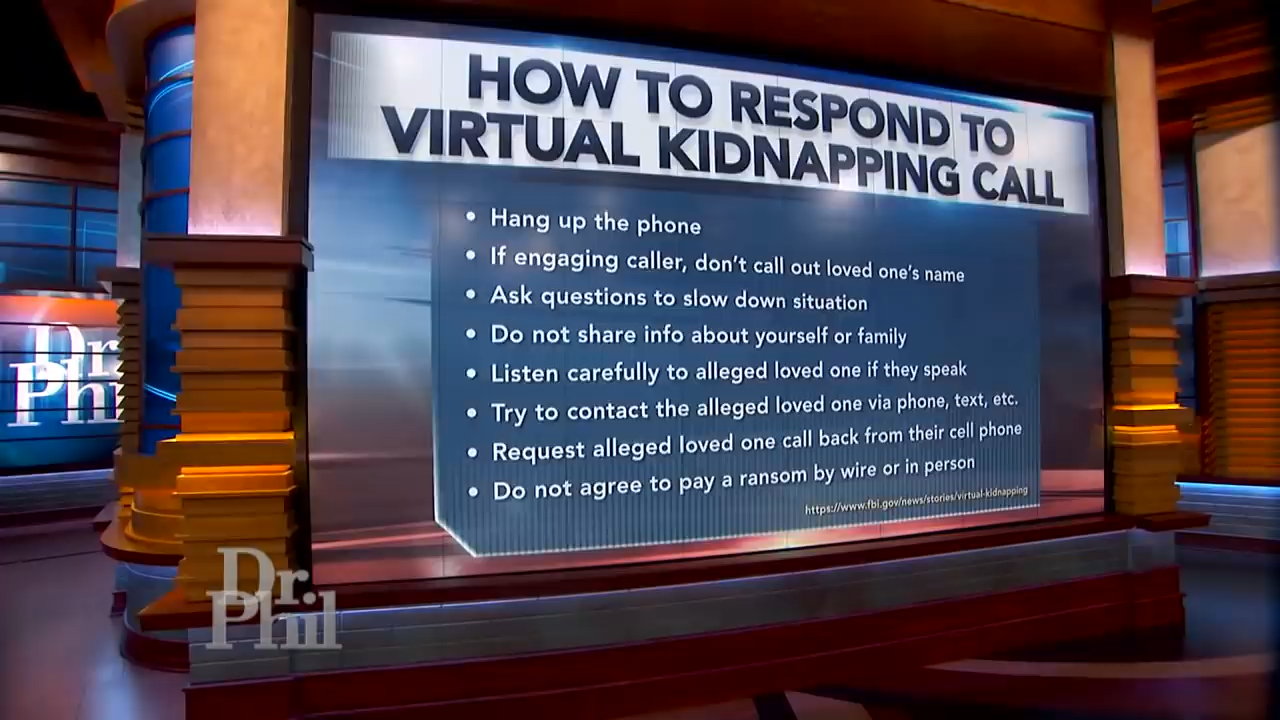 HOW TO RESPOND TO
VIRTUAL KIDNAPPING CALL
• Hang up the phone
• If engaging caller, don't call out loved one's name
• Ask questions to slow down situation
• Do not share info about yourself or family
• Listen carefully to alleged loved one if they speak
• Try to contact the alleged loved one via phone, text, etc.
• Request alleged loved one call back from their cell phone
• Do not agree to pay a ransom by wire or in person
https://www.fbi.gov/news/stories/virtual-kidnapping
Dr.
Phil
Dr.
Phil